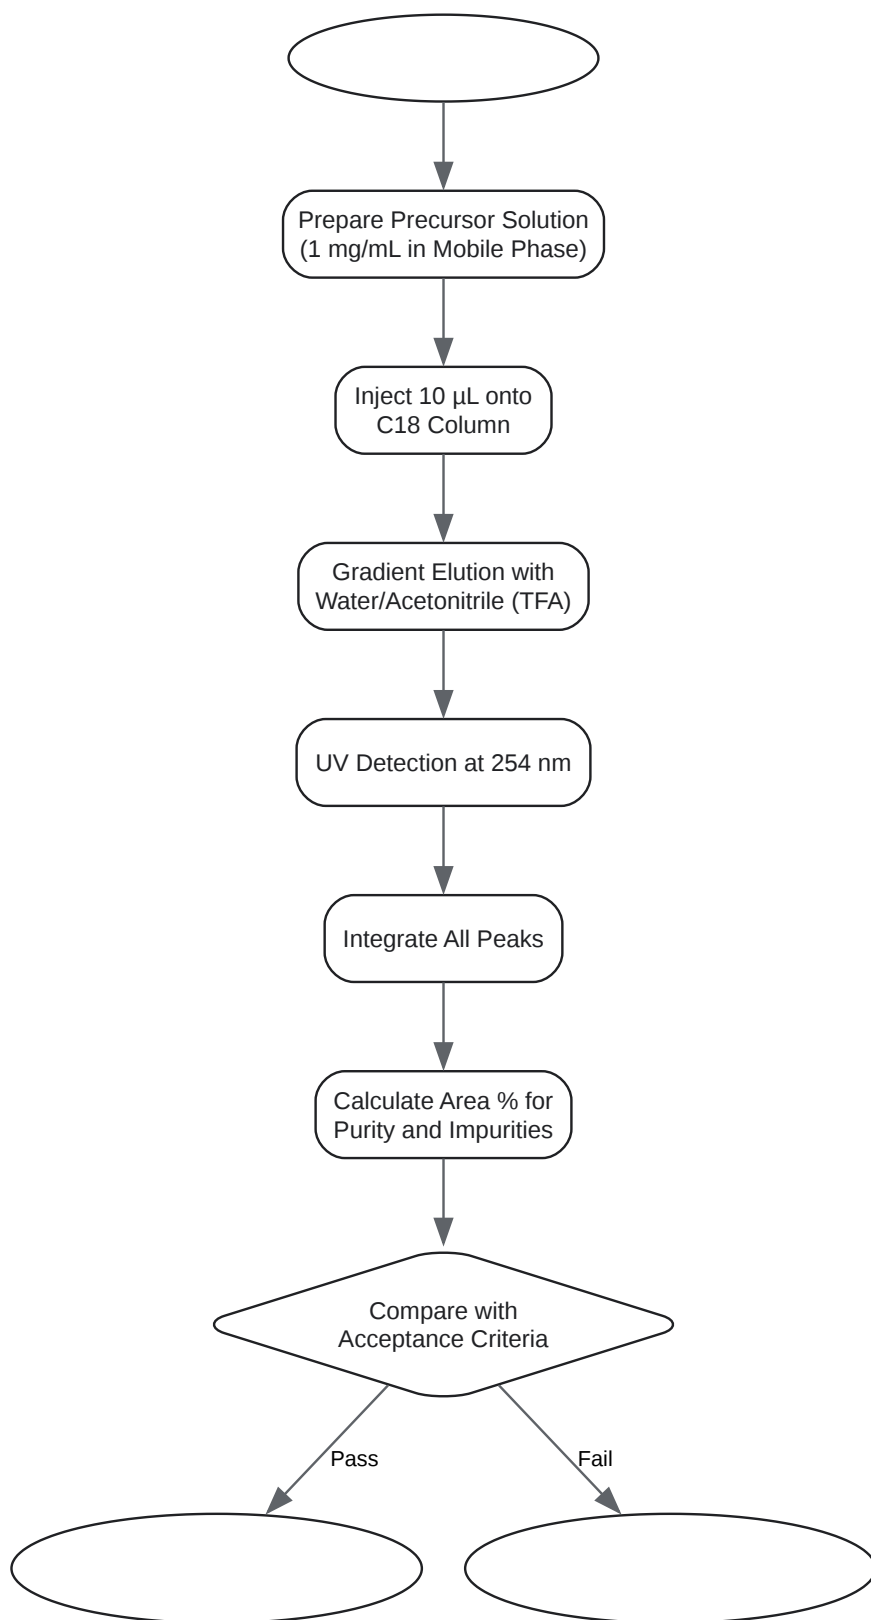 Prepare Precursor Solution
(1 mg/mL in Mobile Phase)
Inject 10 µL onto
C18 Column
Gradient Elution with
Water/Acetonitrile (TFA)
UV Detection at 254 nm
Integrate All Peaks
Calculate Area % for
Purity and Impurities
Compare with
Acceptance Criteria
Pass
Fail